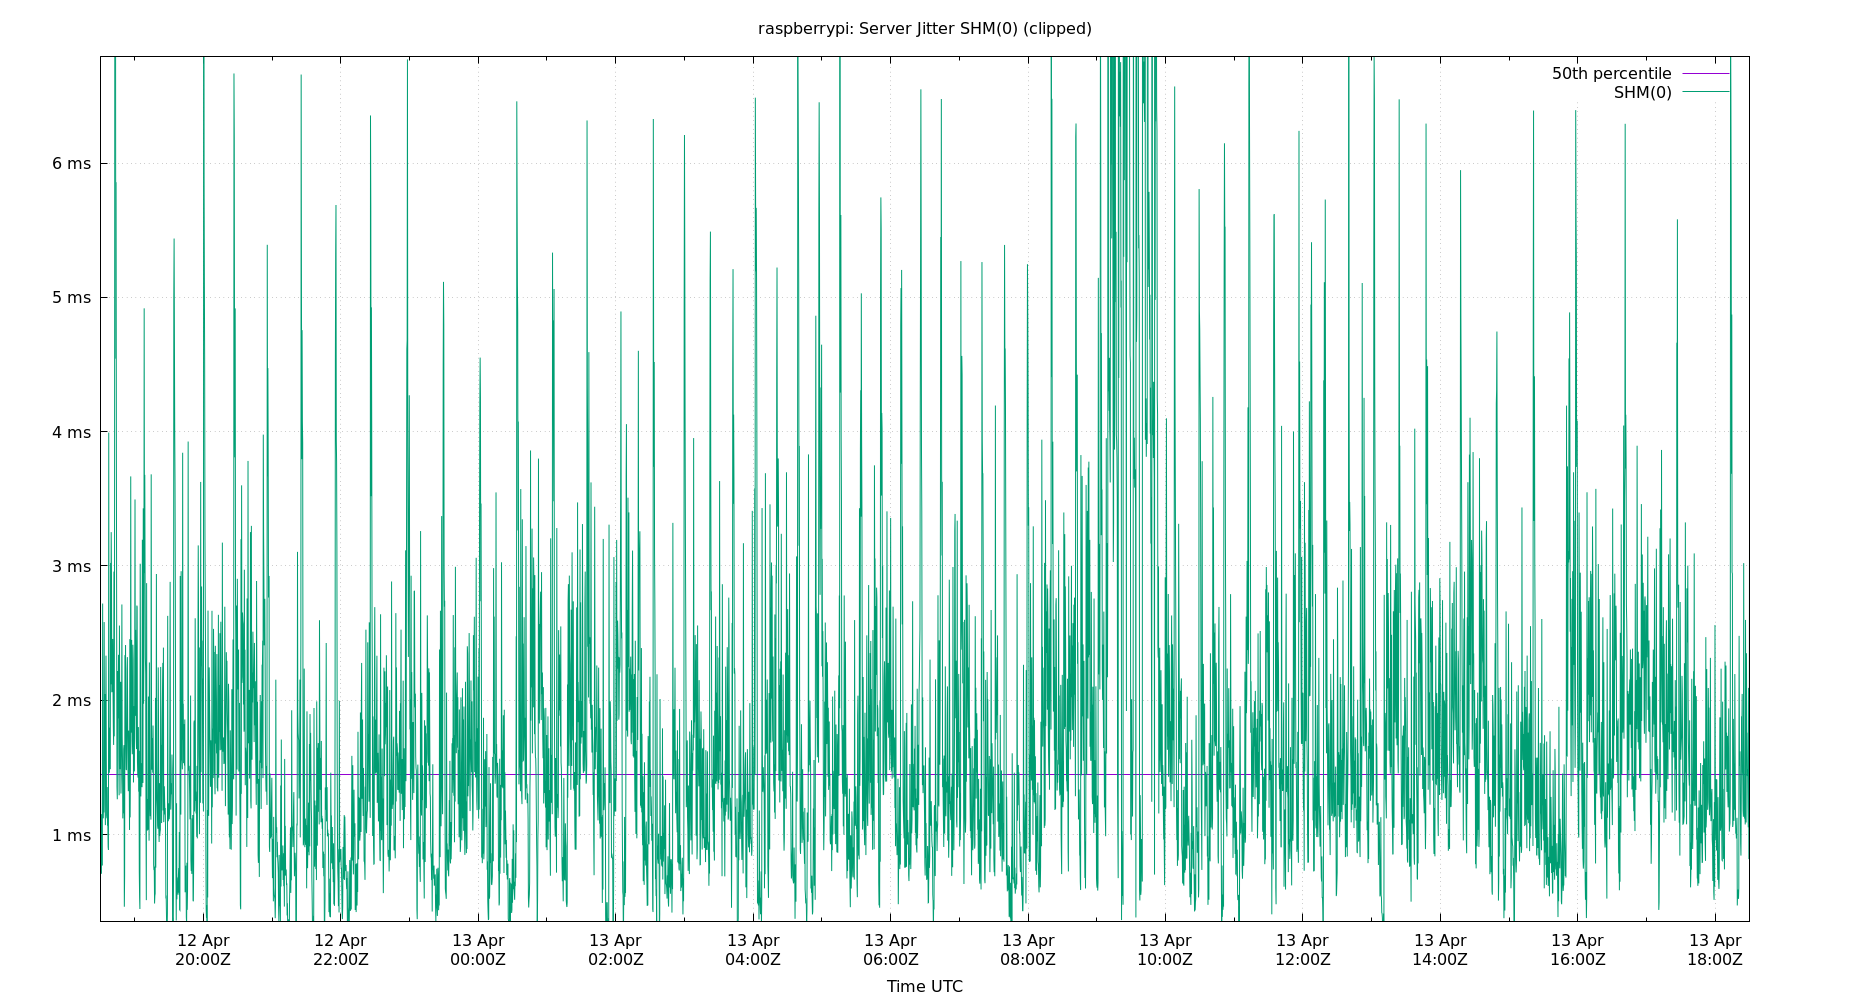 raspberrypi: Server Jitter SHM(0) (clipped)
50th percentile
SHM(0)
6 ms
5 ms
4 ms
3 ms
2 ms
1 ms
12 Apr 12 Apr 13 Apr 13 Apr 13 Apr 13 Apr 13 Apr 13 Apr 13 Apr 13 Apr 13 Apr 13 Apr
20:00Z 22:00Z 00:00Z 02:00Z 04:00Z 06:00Z 08:00Z 10:00Z 12:00Z 14:00Z 16:00Z 18:00Z
Time UTC